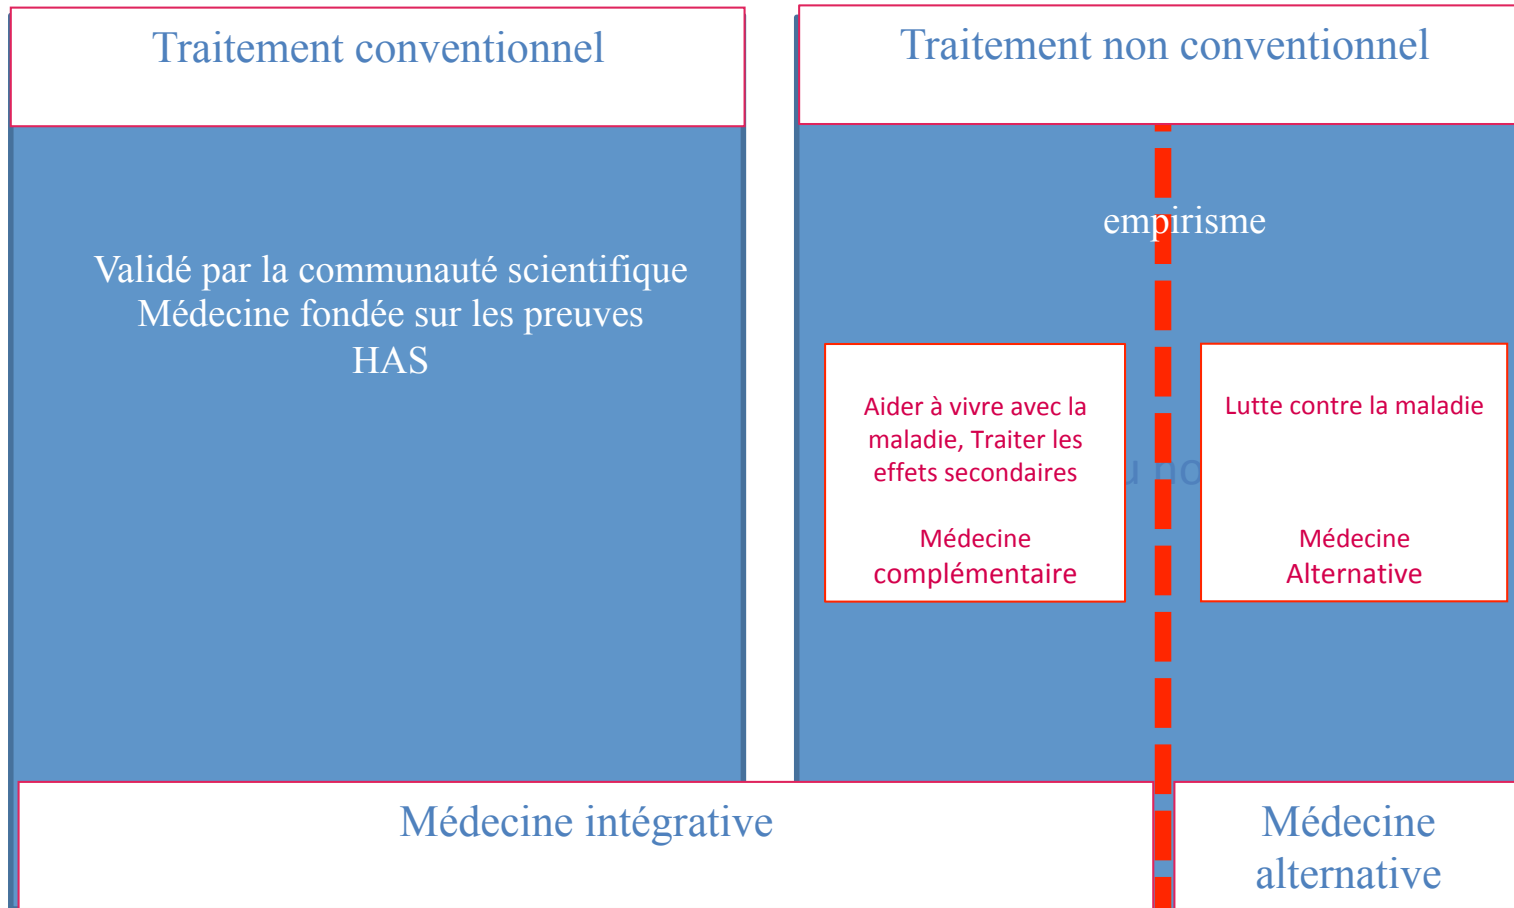 Traitement conventionnel
Validé par la communauté scientifique
Médecine fondée sur les preuves
HAS
Traitement non conventionnel
empirisme
Aider à vivre avec la
maladie, Traiter les
effets secondaires
Médecine
complémentaire
Lutte contre la maladie
Médecine
Alternative
Médecine intégrative
Médecine
alternative